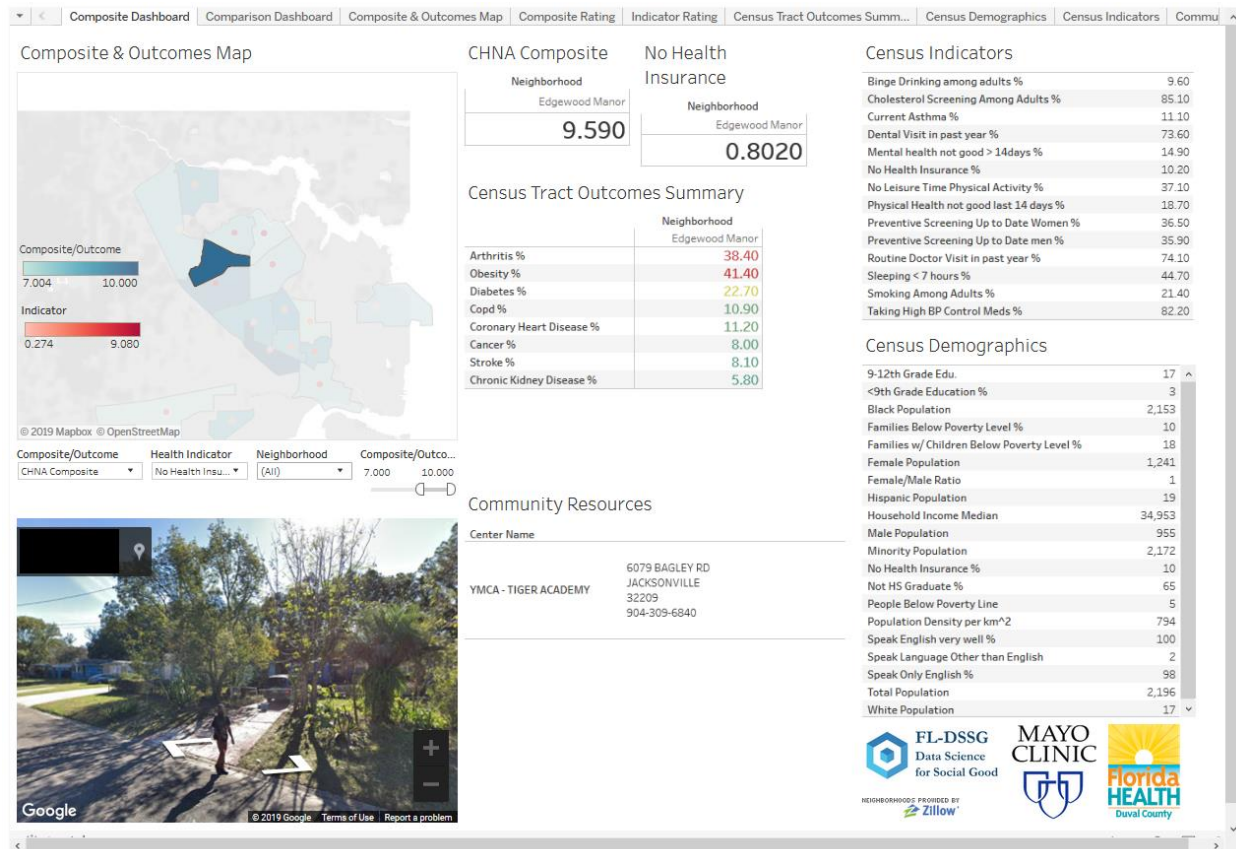 Composite Dashboard
Comparison Dashboard
Composite & Outcomes Map
Composite Rating
Indicator Rating
Census Tract Outcomes Summ...
Census Demographics
Census Indicators
Commu
Composite & Outcomes Map
Composite/Outcome
7.004 10.000
Indicator
0.274 9.080
© 2019 Mapbox © OpenStreetMap
Composite/Outcome
CHNA Composite
Health Indicator
No Health Insu...
Neighborhood
(All)
Composite/Outco...
7.000 10.000
Google
© 2019 Google Terms of Use Report a problem
CHNA Composite
Neighborhood
Edgewood Manor
9.590
No Health
Insurance
Neighborhood
Edgewood Manor
0.8020
Census Tract Outcomes Summary
Neighborhood
Edgewood Manor
Arthritis % 38.40
Obesity % 41.40
Diabetes % 22.70
Copd % 10.90
Coronary Heart Disease % 11.20
Cancer % 8.00
Stroke % 8.10
Chronic Kidney Disease % 5.80
Community Resources
Center Name
YMCA - TIGER ACADEMY
6079 BAGLEY RD
JACKSONVILLE
32209
904-309-6840
Census Indicators
Binge Drinking among adults % 9.60
Cholesterol Screening Among Adults % 85.10
Current Asthma % 11.10
Dental Visit in past year % 73.60
Mental health not good > 14days % 14.90
No Health Insurance % 10.20
No Leisure Time Physical Activity % 37.10
Physical Health not good last 14 days % 18.70
Preventive Screening Up to Date Women % 36.50
Preventive Screening Up to Date men % 35.90
Routine Doctor Visit in past year % 74.10
Sleeping < 7 hours % 44.70
Smoking Among Adults % 21.40
Taking High BP Control Meds % 82.20
Census Demographics
9-12th Grade Edu. 17
<9th Grade Education % 3
Black Population 2,153
Families Below Poverty Level % 10
Families w/ Children Below Poverty Level % 18
Female Population 1,241
Female/Male Ratio 1
Hispanic Population 19
Household Income Median 34,953
Male Population 955
Minority Population 2,172
No Health Insurance % 10
Not HS Graduate % 65
People Below Poverty Line 5
Population Density per km^2 794
Speak English very well % 100
Speak Language Other than English 2
Speak Only English % 98
Total Population 2,196
White Population 17
FL-DSSG
Data Science
for Social Good
NEIGHBORHOODS PROVIDED BY
Zillow
MAYO
CLINIC
Florida
HEALTH
Duval County